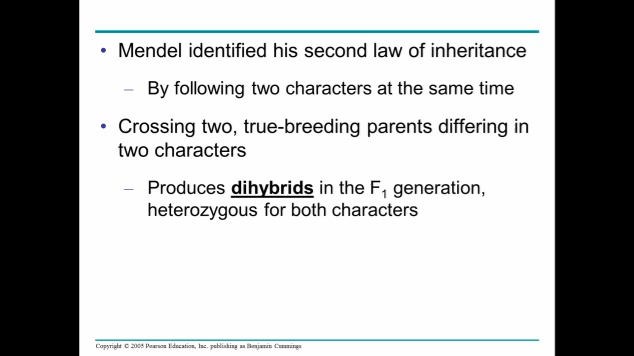 • Mendel identified his second law of inheritance
– By following two characters at the same time
• Crossing two, true-breeding parents differing in
two characters
– Produces dihybrids in the F1 generation,
heterozygous for both characters
Copyright © 2005 Pearson Education, Inc. publishing as Benjamin Cummings